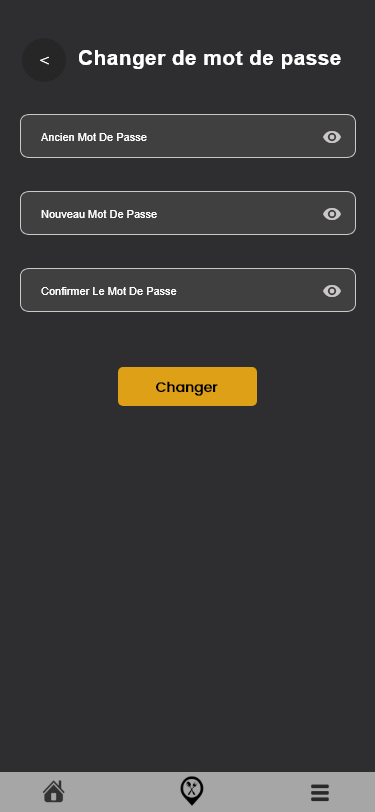 < Changer de mot de passe
Ancien Mot De Passe
Nouveau Mot De Passe
Confirmer Le Mot De Passe
Changer